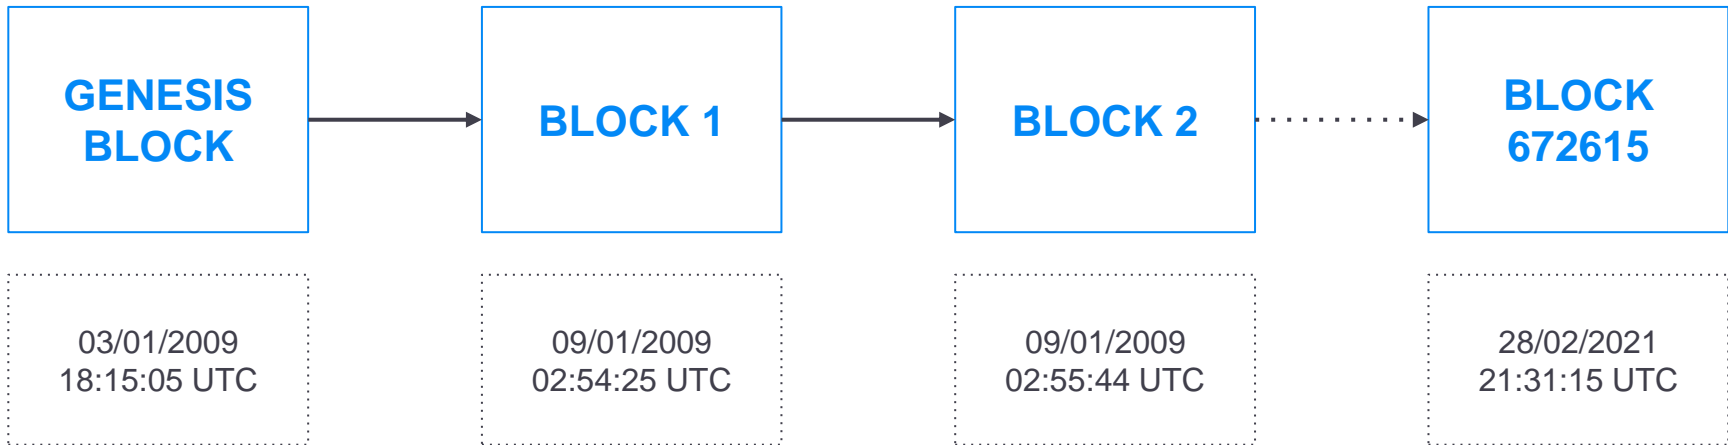 GENESIS
BLOCK
BLOCK 1
BLOCK 2
BLOCK
672615
03/01/2009
18:15:05 UTC
09/01/2009
02:54:25 UTC
09/01/2009
02:55:44 UTC
28/02/2021
21:31:15 UTC